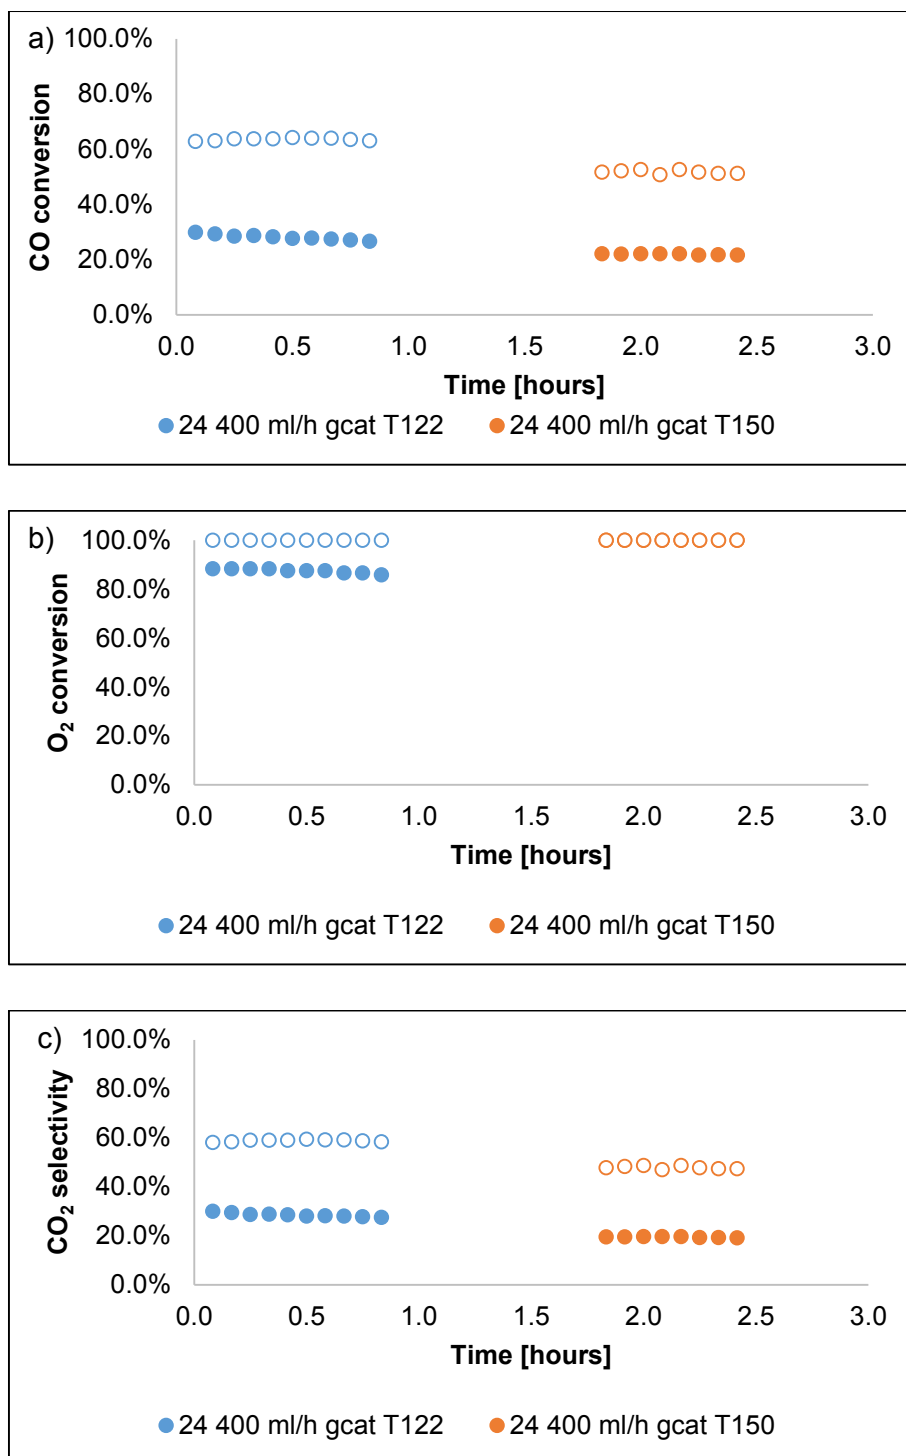 a)
100.0%
80.0%
60.0%
40.0%
20.0%
0.0%
CO conversion
0.0 0.5 1.0 1.5 2.0 2.5 3.0
Time [hours]
24 400 ml/h gcat T122 24 400 ml/h gcat T150
b)
100.0%
80.0%
60.0%
40.0%
20.0%
0.0%
O₂ conversion
0.0 0.5 1.0 1.5 2.0 2.5 3.0
Time [hours]
24 400 ml/h gcat T122 24 400 ml/h gcat T150
c)
100.0%
80.0%
60.0%
40.0%
20.0%
0.0%
CO₂ selectivity
0.0 0.5 1.0 1.5 2.0 2.5 3.0
Time [hours]
24 400 ml/h gcat T122 24 400 ml/h gcat T150